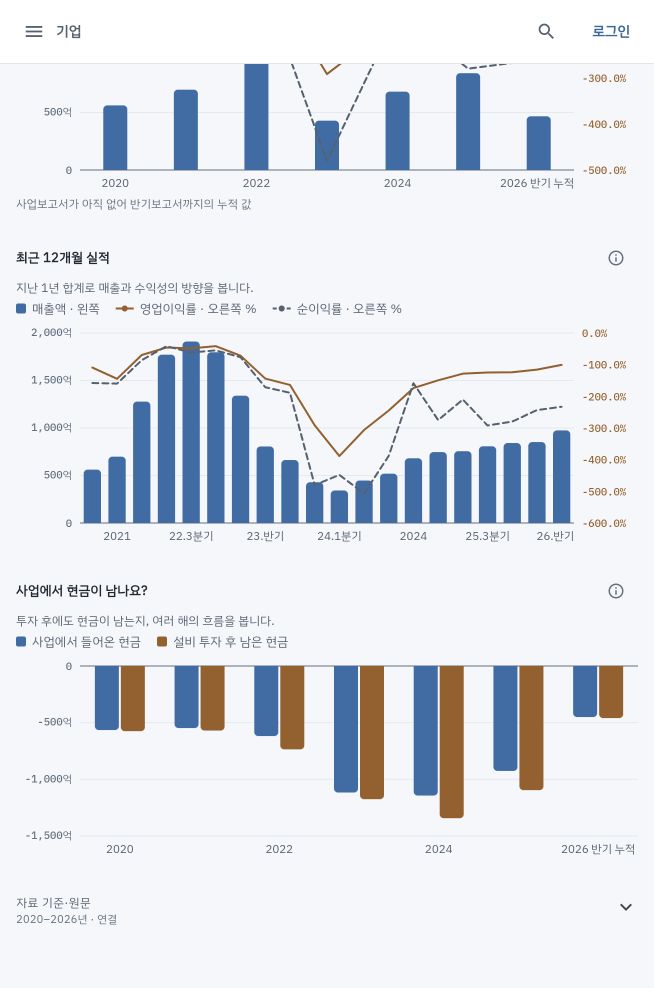 기업
로그인
-300.0%
500억
-400.0%
0
-500.0%
2020
2022
2024
2026 반기 누적
사업보고서가 아직 없어 반기보고서까지의 누적 값
최근 12개월 실적
지난 1년 합계로 매출과 수익성의 방향을 봅니다.
매출액 · 왼쪽
영업이익률 · 오른쪽 %
순이익률 · 오른쪽 %
2,000억
1,500억
1,000억
500억
0
0.0%
-100.0%
-200.0%
-300.0%
-400.0%
-500.0%
-600.0%
2021
22.3분기
23.반기
24.1분기
2024
25.3분기
26.반기
사업에서 현금이 남나요?
투자 후에도 현금이 남는지, 여러 해의 흐름을 봅니다.
사업에서 들어온 현금
설비 투자 후 남은 현금
0
-500억
-1,000억
-1,500억
2020
2022
2024
2026 반기 누적
자료 기준·원문
2020–2026년 · 연결